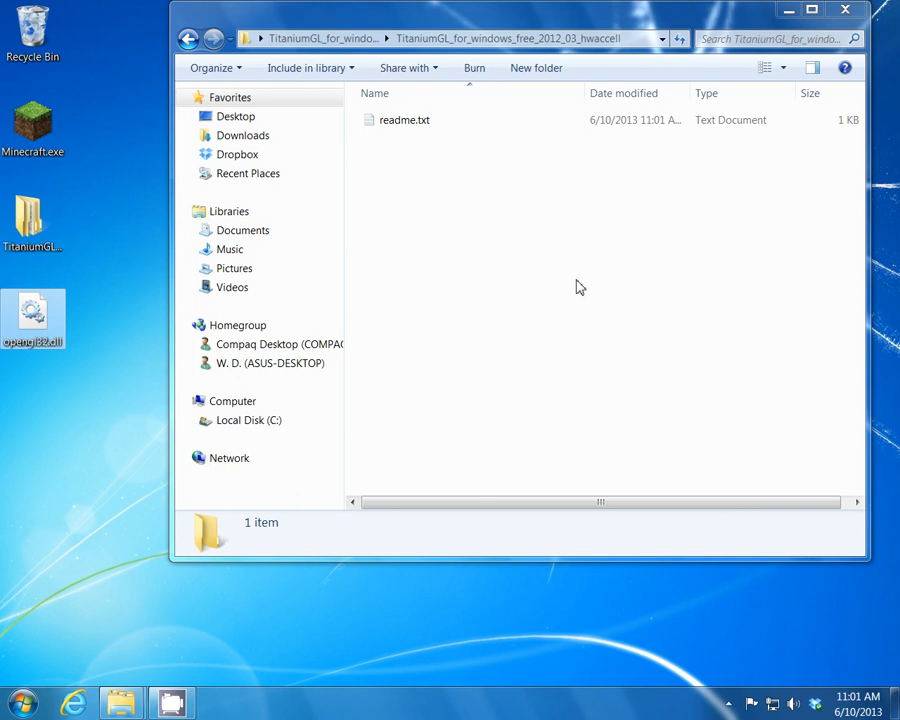 Recycle Bin
Minecraft.exe
TitaniumGL...
opengl32.dll
TitaniumGL_for_windo... TitaniumGL_for_windows_free_2012_03_hwaccell
Search TitaniumGL_for_windo...
Organize Include in library Share with Burn New folder
Name Date modified Type Size
readme.txt 6/10/2013 11:01 A... Text Document 1 KB
Favorites
Desktop
Downloads
Dropbox
Recent Places
Libraries
Documents
Music
Pictures
Videos
Homegroup
Compaq Desktop (COMPA
W. D. (ASUS-DESKTOP)
Computer
Local Disk (C:)
Network
1 item
11:01 AM
6/10/2013